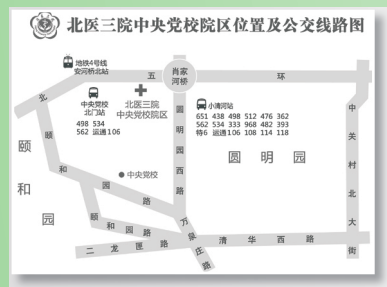 北医三院中央党校院区位置及公交线路图
地铁4号线
安河桥北站
五
肖家
河桥
环
中央党校
北门站
498 534
562 运通106
北医三院
中央党校院区
小清河站
651 438 498 512 476 362
562 534 333 968 482 393
特6 运通106 108 114 118
圆明园西路
圆明园
中关村北大街
颐和园
北
颐和园路
中央党校
颐和园路
万泉庄路
二龙匣路
清华西路